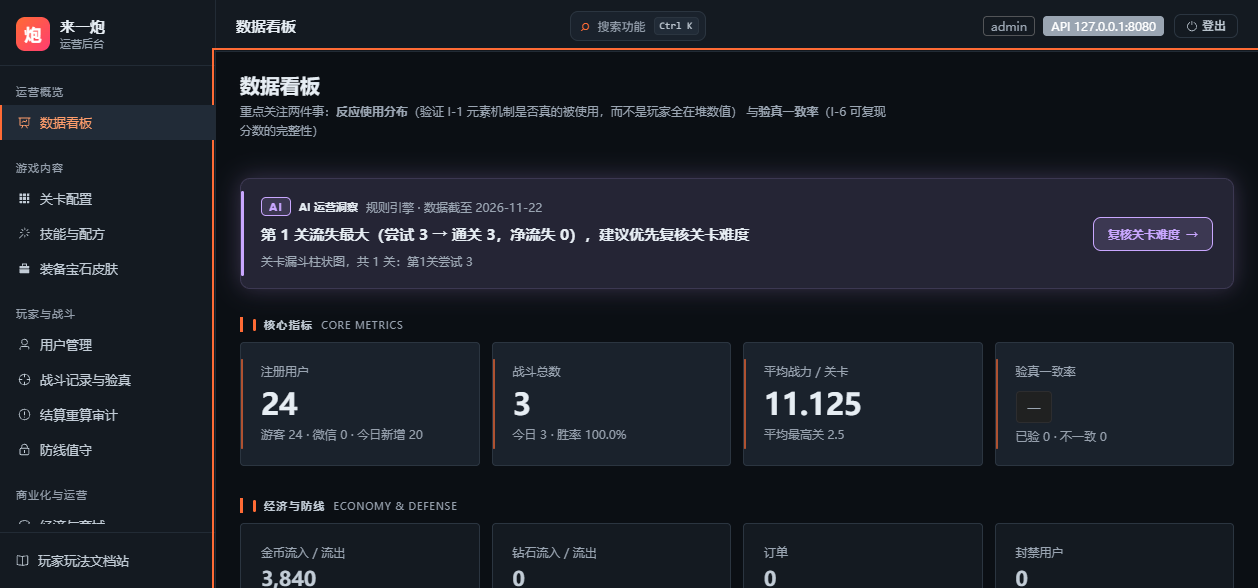 炮
来一炮
运营后台
数据看板
搜索功能 Ctrl K
admin
API 127.0.0.1:8080
登出
运营概览
数据看板
游戏内容
关卡配置
技能与配方
装备宝石皮肤
玩家与战斗
用户管理
战斗记录与验真
结算重算审计
防线值守
商业化与运营
经济与商城
玩家玩法文档站
数据看板
重点关注两件事：反应使用分布（验证 I-1 元素机制是否真的被使用，而不是玩家全在堆数值） 与验真一致率（I-6 可复现
分数的完整性）
AI AI 运营洞察 规则引擎 · 数据截至 2026-11-22
第 1 关流失最大（尝试 3 → 通关 3，净流失 0），建议优先复核关卡难度
关卡漏斗柱状图，共 1 关：第1关尝试 3
复核关卡难度 →
核心指标 CORE METRICS
注册用户
24
游客 24 · 微信 0 · 今日新增 20
战斗总数
3
今日 3 · 胜率 100.0%
平均战力 / 关卡
11.125
平均最高关 2.5
验真一致率
—
已验 0 · 不一致 0
经济与防线 ECONOMY & DEFENSE
金币流入 / 流出
3,840
钻石流入 / 流出
0
订单
0
封禁用户
0